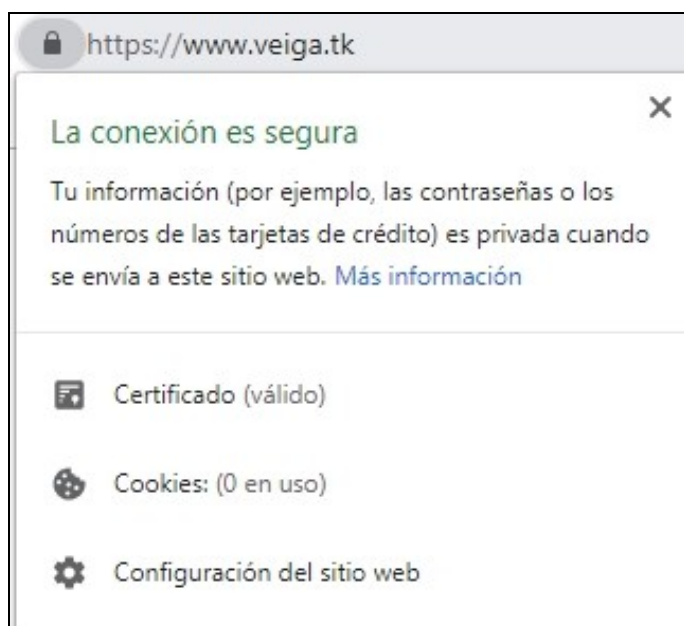 https://www.veiga.tk
La conexión es segura
Tu información (por ejemplo, las contraseñas o los
números de las tarjetas de crédito) es privada cuando
se envía a este sitio web. Más información
Certificado (válido)
Cookies: (0 en uso)
Configuración del sitio web